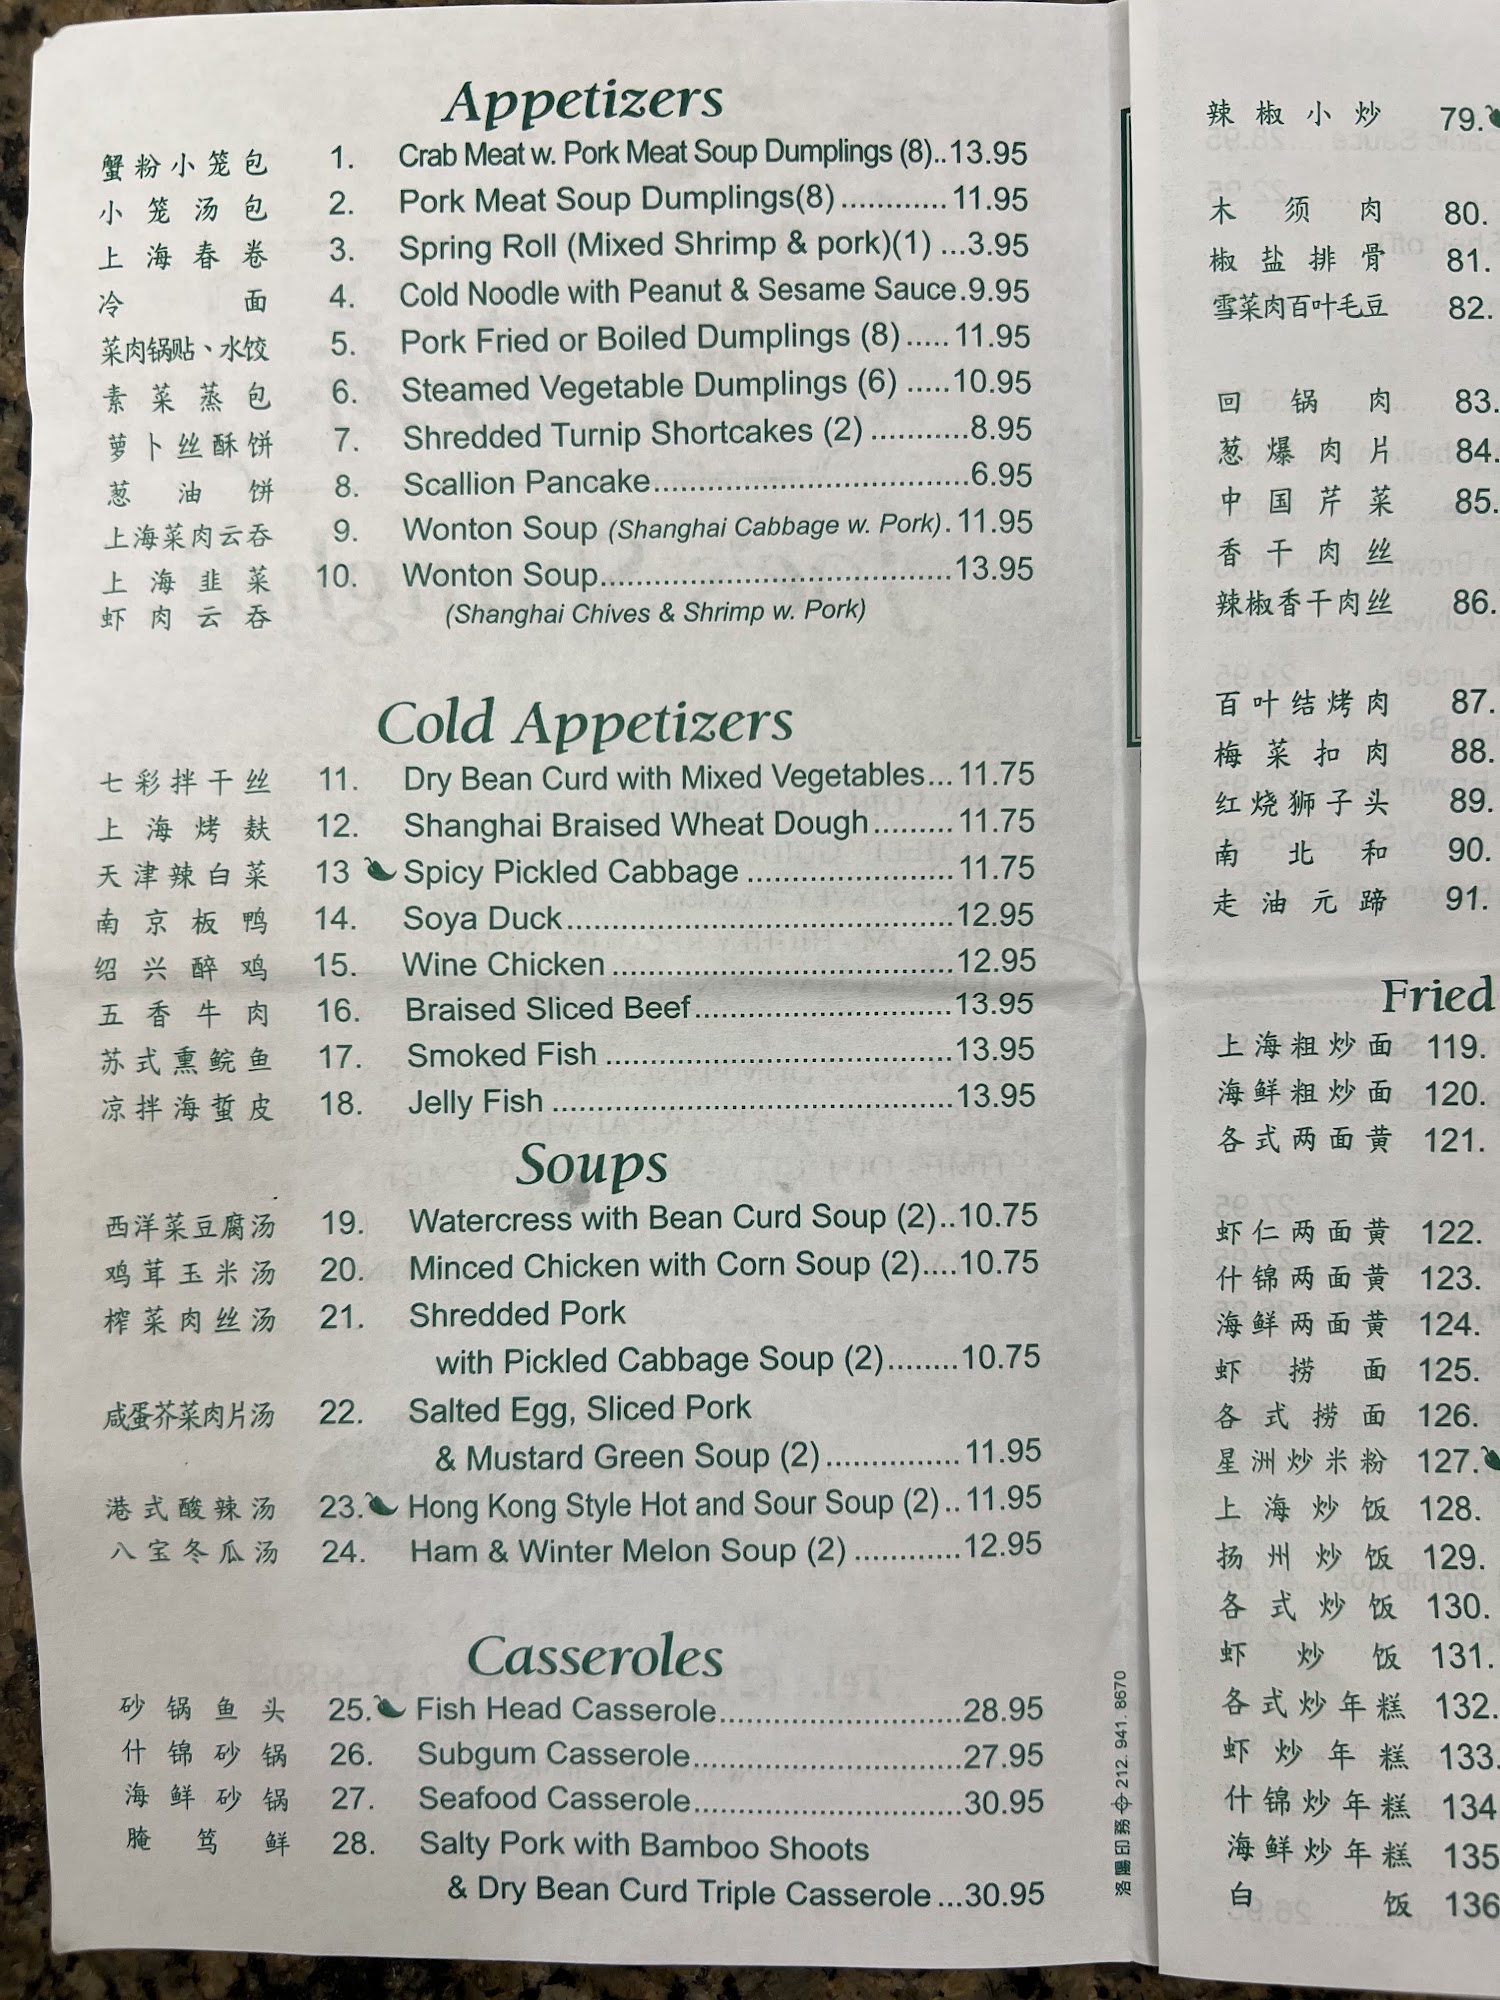 Appetizers
蟹粉小笼包 1. Crab Meat w. Pork Meat Soup Dumplings (8)..13.95
小笼汤包 2. Pork Meat Soup Dumplings(8)............11.95
上海春卷 3. Spring Roll (Mixed Shrimp & pork)(1) ...3.95
冷面 4. Cold Noodle with Peanut & Sesame Sauce.9.95
菜肉锅贴、水饺 5. Pork Fried or Boiled Dumplings (8).....11.95
素菜蒸包 6. Steamed Vegetable Dumplings (6) .....10.95
萝卜丝酥饼 7. Shredded Turnip Shortcakes (2) ...........8.95
葱油饼 8. Scallion Pancake...................................6.95
上海菜肉云吞 9. Wonton Soup (Shanghai Cabbage w. Pork). 11.95
上海韭菜 10. Wonton Soup.......................................13.95
虾肉云吞 (Shanghai Chives & Shrimp w. Pork)
Cold Appetizers
七彩拌干丝 11. Dry Bean Curd with Mixed Vegetables...11.75
上海烤麸 12. Shanghai Braised Wheat Dough.........11.75
天津辣白菜 13 Spicy Pickled Cabbage .......................11.75
南京板鸭 14. Soya Duck...........................................12.95
绍兴醉鸡 15. Wine Chicken......................................12.95
五香牛肉 16. Braised Sliced Beef.............................13.95
苏式熏鲩鱼 17. Smoked Fish .......................................13.95
凉拌海蜇皮 18. Jelly Fish .............................................13.95
Soups
西洋菜豆腐汤 19. Watercress with Bean Curd Soup (2)..10.75
鸡茸玉米汤 20. Minced Chicken with Corn Soup (2)....10.75
榨菜肉丝汤 21. Shredded Pork
with Pickled Cabbage Soup (2)........10.75
咸蛋芥菜肉片汤 22. Salted Egg, Sliced Pork
& Mustard Green Soup (2)...............11.95
港式酸辣汤 23. Hong Kong Style Hot and Sour Soup (2)..11.95
八宝冬瓜汤 24. Ham & Winter Melon Soup (2) ............12.95
Casseroles
砂锅鱼头 25. Fish Head Casserole...........................28.95
什锦砂锅 26. Subgum Casserole..............................27.95
海鲜砂锅 27. Seafood Casserole..............................30.95
腌笃鲜 28. Salty Pork with Bamboo Shoots
& Dry Bean Curd Triple Casserole ...30.95
212. 941. 8670
辣椒小炒 79.
木须肉 80.
椒盐排骨 81.
雪菜肉百叶毛豆 82.
回锅肉 83.
葱爆肉片 84.
中国芹菜 85.
香干肉丝
辣椒香干肉丝 86.
百叶结烤肉 87.
梅菜扣肉 88.
红烧狮子头 89.
南北和 90.
走油元蹄 91.
Fried
上海粗炒面 119.
海鲜粗炒面 120.
各式两面黄 121.
虾仁两面黄 122.
什锦两面黄 123.
海鲜两面黄 124.
虾捞面 125.
各式捞面 126.
星洲炒米粉 127.
上海炒饭 128.
扬州炒饭 129.
各式炒饭 130.
虾炒饭 131.
各式炒年糕 132.
虾炒年糕 133.
什锦炒年糕 134
海鲜炒年糕 135
白饭 136